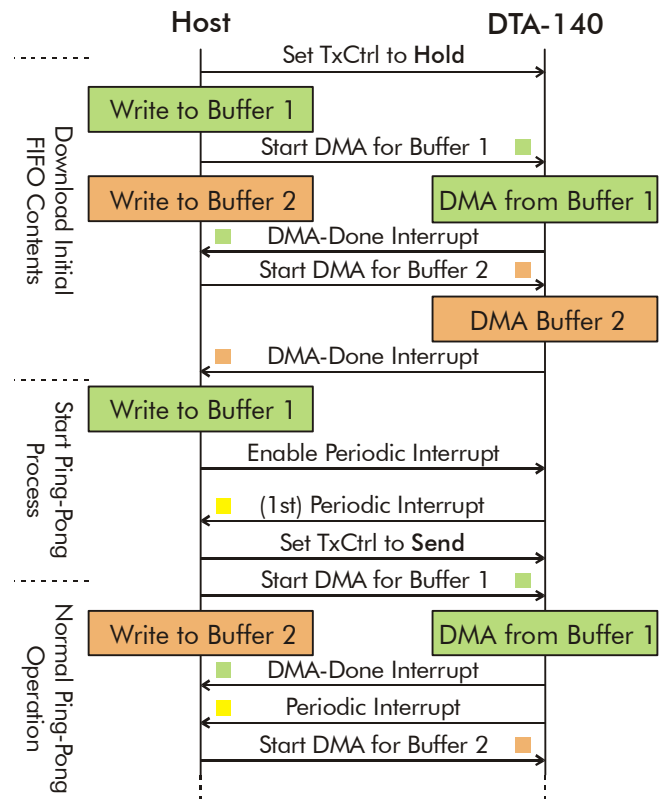 Host
DTA-140
Set TxCtrl to Hold
Download Initial
FIFO Contents
Write to Buffer 1
Start DMA for Buffer 1
Write to Buffer 2
DMA from Buffer 1
DMA-Done Interrupt
Start DMA for Buffer 2
DMA Buffer 2
DMA-Done Interrupt
Start Ping-Pong
Process
Write to Buffer 1
Enable Periodic Interrupt
(1st) Periodic Interrupt
Set TxCtrl to Send
Start DMA for Buffer 1
Normal Ping-Pong
Operation
Write to Buffer 2
DMA from Buffer 1
DMA-Done Interrupt
Periodic Interrupt
Start DMA for Buffer 2